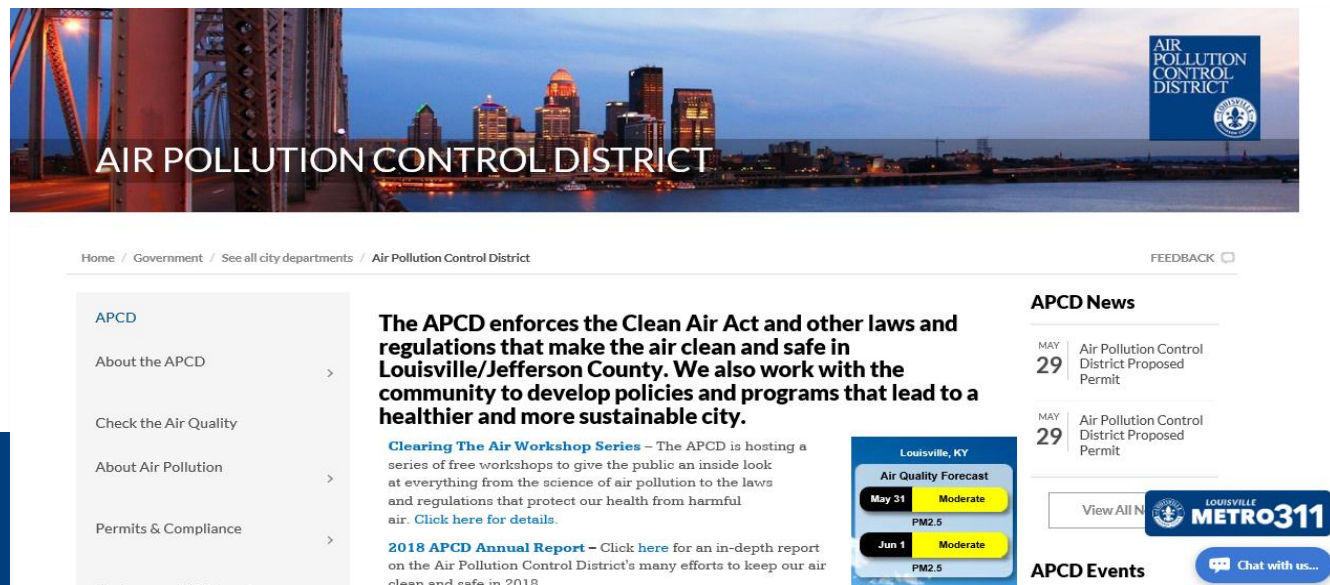 AIR
POLLUTION
CONTROL
DISTRICT
AIR POLLUTION CONTROL DISTRICT
Home / Government / See all city departments / Air Pollution Control District
FEEDBACK
APCD
About the APCD
Check the Air Quality
About Air Pollution
Permits & Compliance
The APCD enforces the Clean Air Act and other laws and
regulations that make the air clean and safe in
Louisville/Jefferson County. We also work with the
community to develop policies and programs that lead to a
healthier and more sustainable city.
Clearing The Air Workshop Series – The APCD is hosting a
series of free workshops to give the public an inside look
at everything from the science of air pollution to the laws
and regulations that protect our health from harmful
air. Click here for details.
2018 APCD Annual Report – Click here for an in-depth report
on the Air Pollution Control District's many efforts to keep our air
clean and safe in 2018
Louisville, KY
Air Quality Forecast
May 31 Moderate
PM2.5
Jun 1 Moderate
PM2.5
APCD News
MAY
29
Air Pollution Control
District Proposed
Permit
MAY
29
Air Pollution Control
District Proposed
Permit
View All
LOUISVILLE
METRO311
Chat with us...
APCD Events